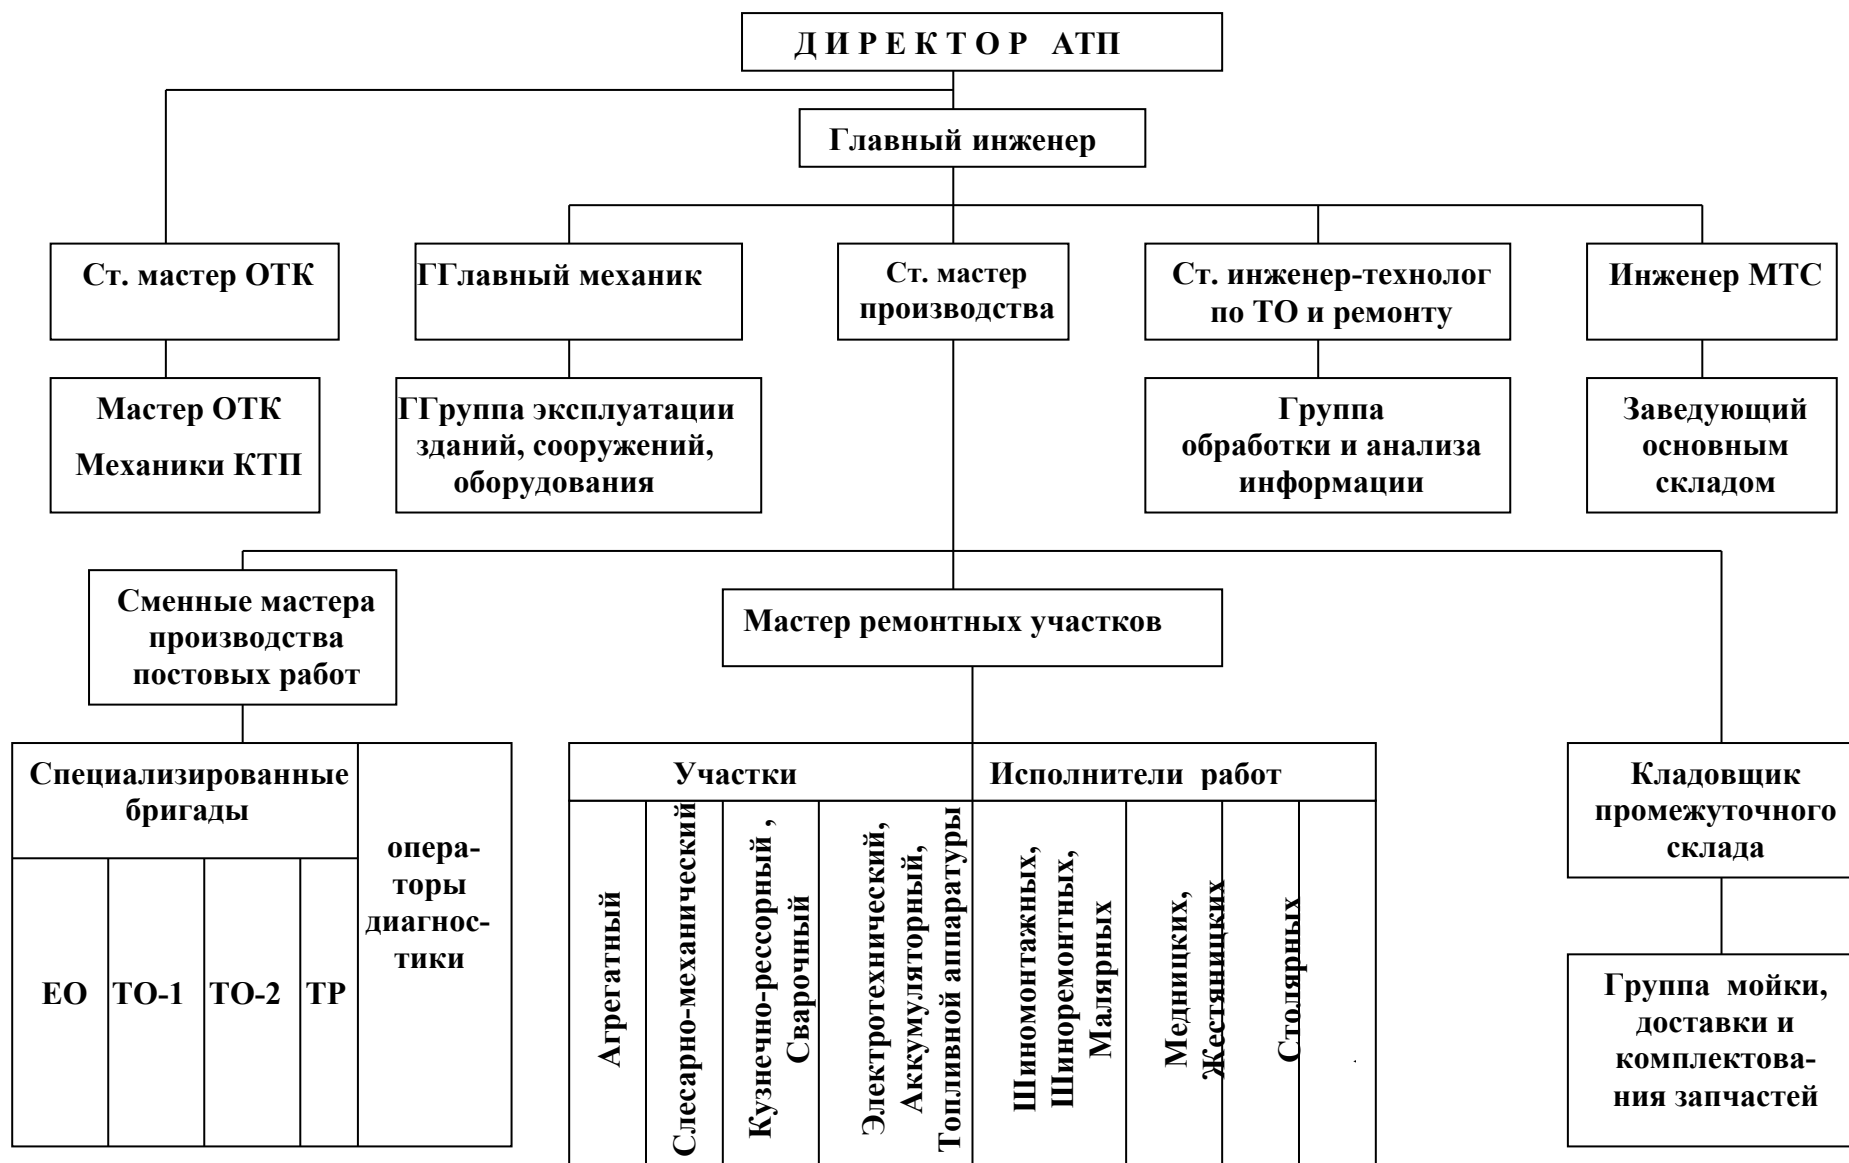 Д И Р Е К Т О Р АТП
Главный инженер
Ст. мастер ОТК
ГГлавный механик
Ст. мастер
производства
Ст. инженер-технолог
по ТО и ремонту
Инженер МТС
Мастер ОТК
Механики КТП
ГГруппа эксплуатации
зданий, сооружений,
оборудования
Группа
обработки и анализа
информации
Заведующий
основным
складом
Сменные мастера
производства
постовых работ
Мастер ремонтных участков
Специализированные
бригады
ЕО
ТО-1
ТО-2
ТР
опера-
торы
диагнос-
тики
Участки
Исполнители работ
Агрегатный
Слесарно-механический
Кузнечно-рессорный ,
Сварочный
Электротехнический,
Аккумуляторный,
Топливной аппаратуры
Шиномонтажных,
Шиноремонтных,
Малярных
Медницких,
Жестяницких
Столярных
Кладовщик
промежуточного
склада
Группа мойки,
доставки и
комплектова-
ния запчастей